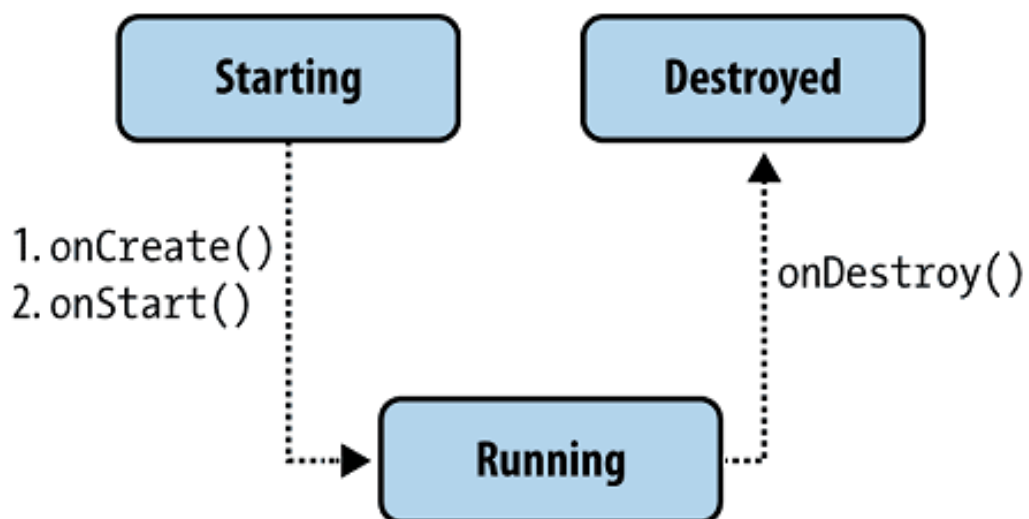 Starting
Destroyed
1. onCreate()
2. onStart()
onDestroy()
Running